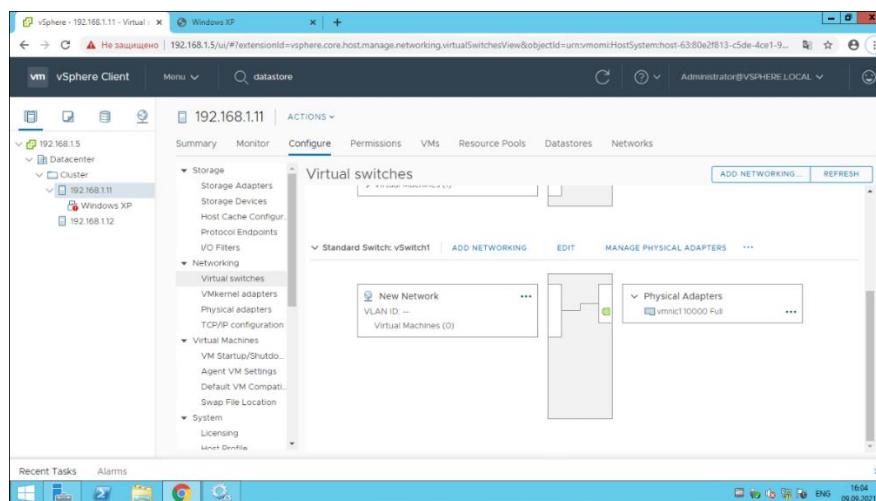 vSphere - 192.168.1.11 - Virtual
Windows XP
Не защищено
192.168.1.5/ui/#?extensionId=vsphere.core.host.manage.networking.virtualSwitchesView&objectId=urn:vmomi:HostSystem:host-63:80e2f813-c5de-4ce1-9...
vm vSphere Client Menu datastore Administrator@VSPHERE.LOCAL
192.168.1.5
Datacenter
Cluster
192.168.1.11
Windows XP
192.168.1.12
192.168.1.11 ACTIONS
Summary Monitor Configure Permissions VMs Resource Pools Datastores Networks
Storage
Storage Adapters
Storage Devices
Host Cache Configur..
Protocol Endpoints
I/O Filters
Networking
Virtual switches
VMkernel adapters
Physical adapters
TCP/IP configuration
Virtual Machines
VM Startup/Shutdo...
Agent VM Settings
Default VM Compati...
Swap File Location
System
Licensing
Host Profile
Virtual switches
ADD NETWORKING... REFRESH
Virtual Machines (1)
Standard Switch: vSwitch1 ADD NETWORKING EDIT MANAGE PHYSICAL ADAPTERS ...
New Network ...
VLAN ID: --
Virtual Machines (0)
Physical Adapters
vmnic1 10000 Full ...
Recent Tasks Alarms
ENG
16:04
09.09.2021